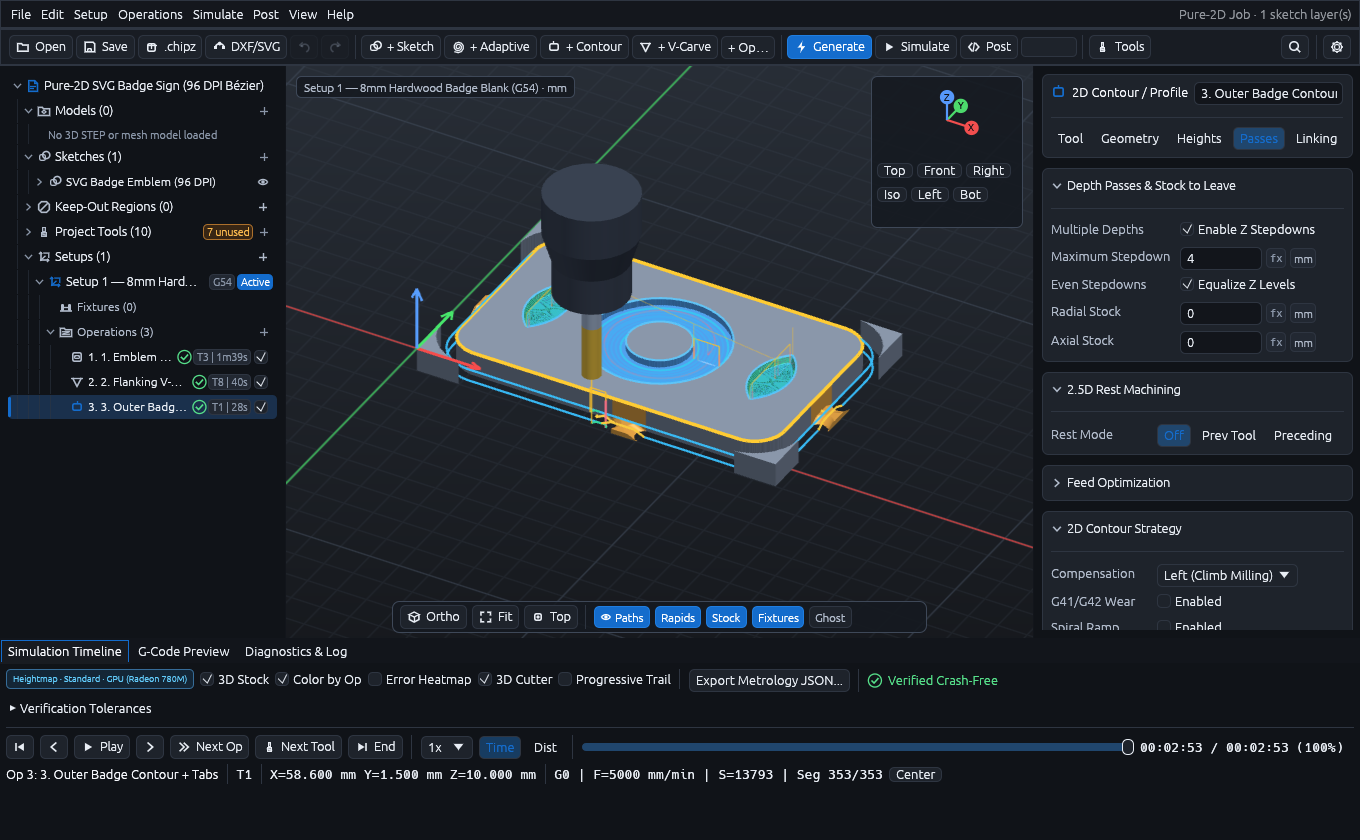 File Edit Setup Operations Simulate Post View Help
Pure-2D Job · 1 sketch layer(s)
Open Save .chipz DXF/SVG + Sketch + Adaptive + Contour + V-Carve + Op... Generate Simulate Post Tools
Pure-2D SVG Badge Sign (96 DPI Bézier)
Models (0) +
No 3D STEP or mesh model loaded
Sketches (1) +
SVG Badge Emblem (96 DPI)
Keep-Out Regions (0) +
Project Tools (10) 7 unused +
Setups (1) +
Setup 1 — 8mm Hard... G54 Active
Fixtures (0)
Operations (3) +
1. 1. Emblem ... T3 | 1m39s
2. 2. Flanking V-... T8 | 40s
3. 3. Outer Badg... T1 | 28s
Setup 1 — 8mm Hardwood Badge Blank (G54) · mm
Z
Y
X
Top Front Right
Iso Left Bot
Ortho Fit Top Paths Rapids Stock Fixtures Ghost
2D Contour / Profile 3. Outer Badge Contour
Tool Geometry Heights Passes Linking
Depth Passes & Stock to Leave
Multiple Depths Enable Z Stepdowns
Maximum Stepdown 4 fx mm
Even Stepdowns Equalize Z Levels
Radial Stock 0 fx mm
Axial Stock 0 fx mm
2.5D Rest Machining
Rest Mode Off Prev Tool Preceding
Feed Optimization
2D Contour Strategy
Compensation Left (Climb Milling)
G41/G42 Wear Enabled
Spiral Ramp Enabled
Simulation Timeline G-Code Preview Diagnostics & Log
Heightmap · Standard · GPU (Radeon 780M) 3D Stock Color by Op Error Heatmap 3D Cutter Progressive Trail Export Metrology JSON... Verified Crash-Free
Verification Tolerances
Play Next Op Next Tool End 1x Time Dist 00:02:53 / 00:02:53 (100%)
Op 3: 3. Outer Badge Contour + Tabs T1 X=58.600 mm Y=1.500 mm Z=10.000 mm G0 | F=5000 mm/min | S=13793 | Seg 353/353 Center